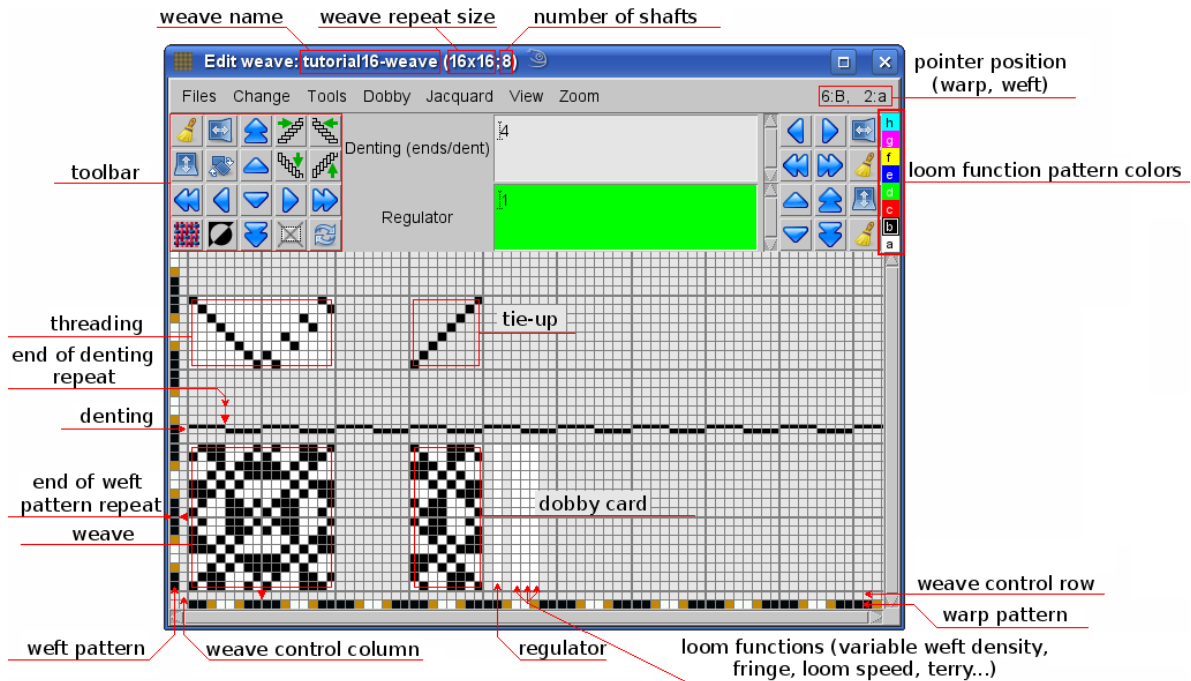 weave name
weave repeat size
number of shafts
Edit weave: tutorial16-weave (16x16;8)
pointer position
(warp, weft)
Files Change Tools Dobby Jacquard View Zoom
6:B, 2:a
toolbar
Denting (ends/dent)
4
Regulator
1
h
g
f
e
d
c
b
a
loom function pattern colors
threading
tie-up
end of denting
repeat
denting
end of weft
pattern repeat
weave
dobby card
weave control row
warp pattern
weft pattern
weave control column
regulator
loom functions (variable weft density,
fringe, loom speed, terry...)